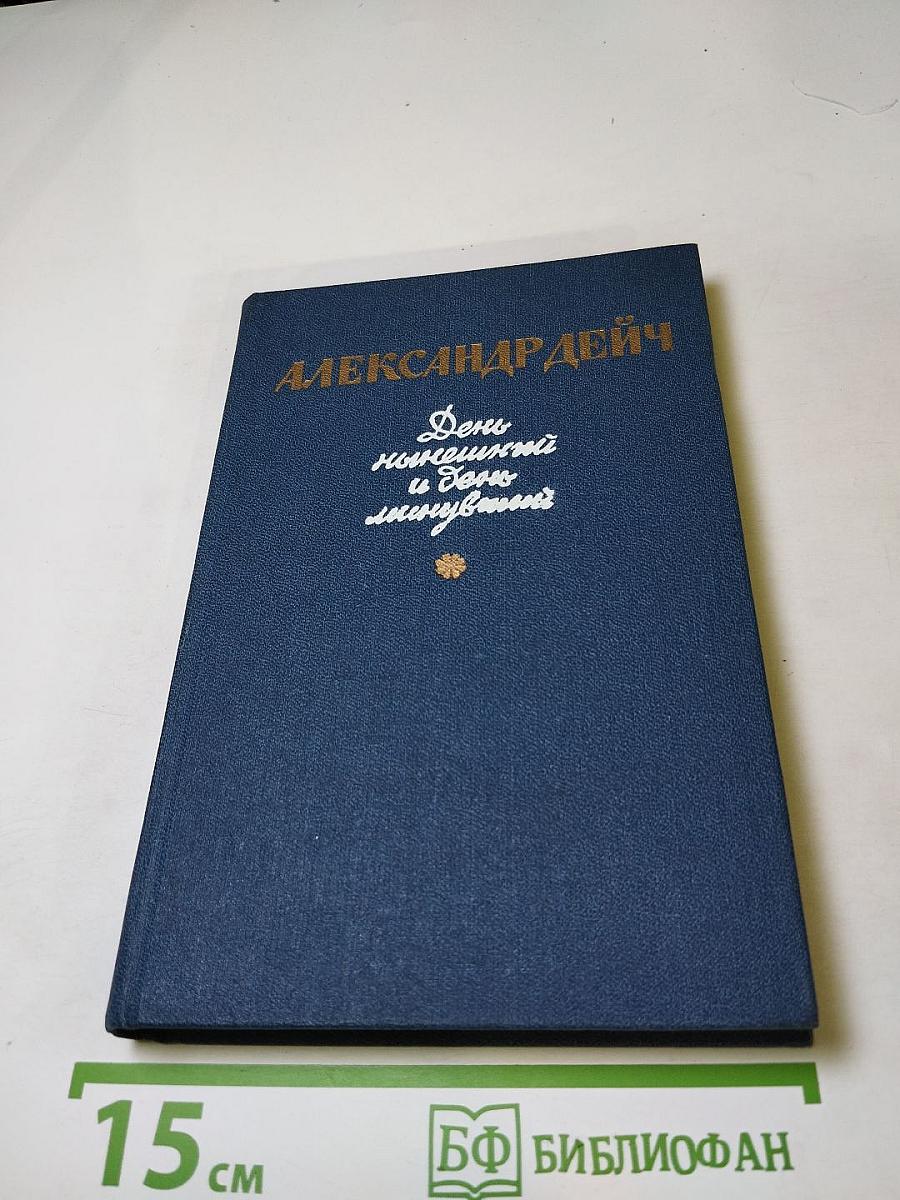 АЛЕКСАНДР ДЕЙЧ
День
нынешний
и день
минувший
15 см
БФ БИБЛИОФАН